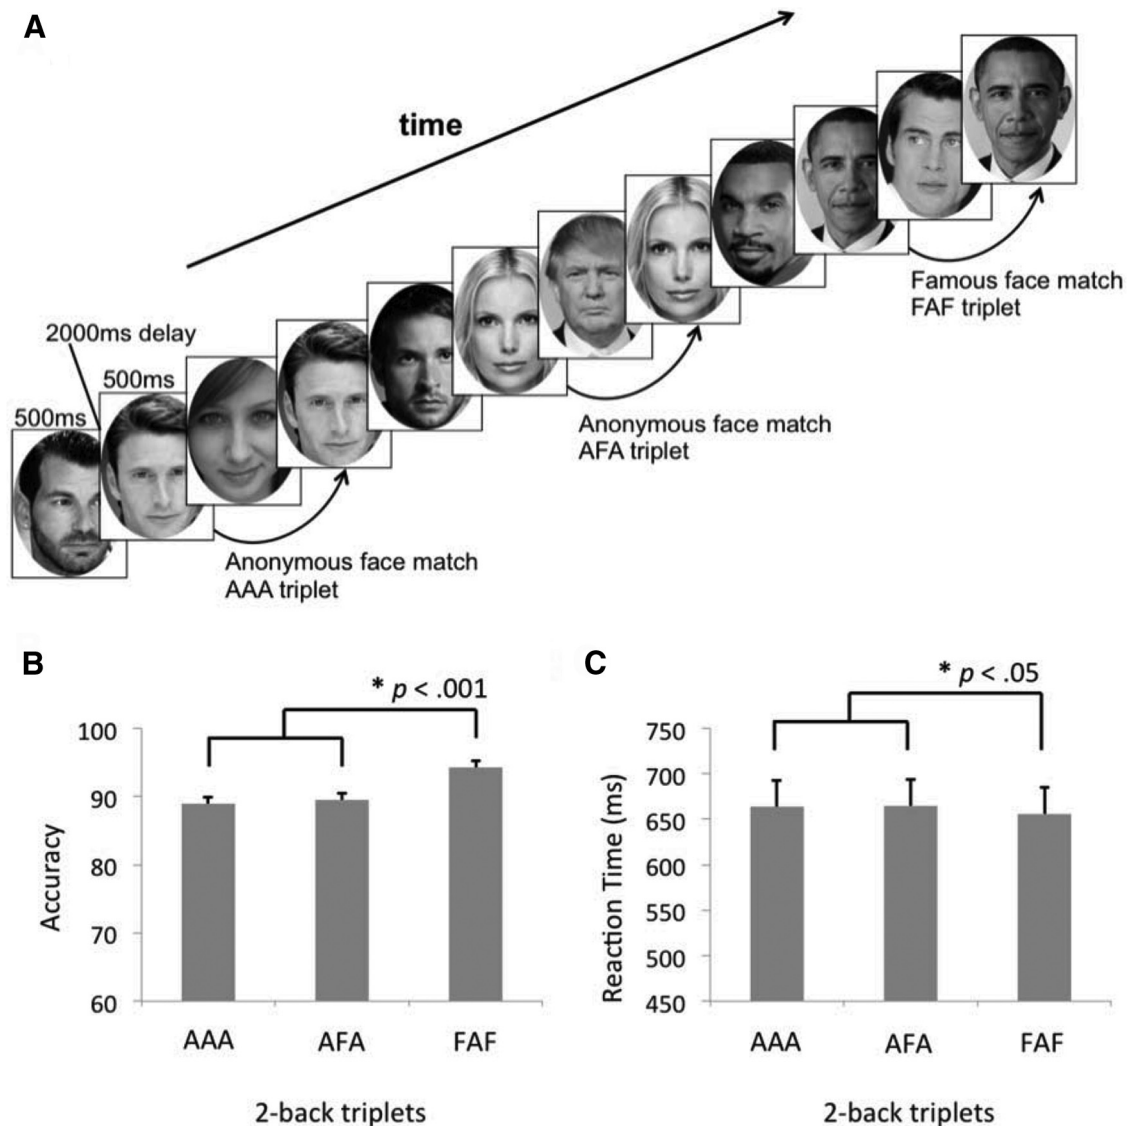 A
time
2000ms delay
500ms
500ms
Famous face match
FAF triplet
Anonymous face match
AFA triplet
Anonymous face match
AAA triplet
B
* p < .001
100
90
80
70
60
Accuracy
AAA
AFA
FAF
2-back triplets
C
* p < .05
750
700
650
600
550
500
450
Reaction Time (ms)
AAA
AFA
FAF
2-back triplets